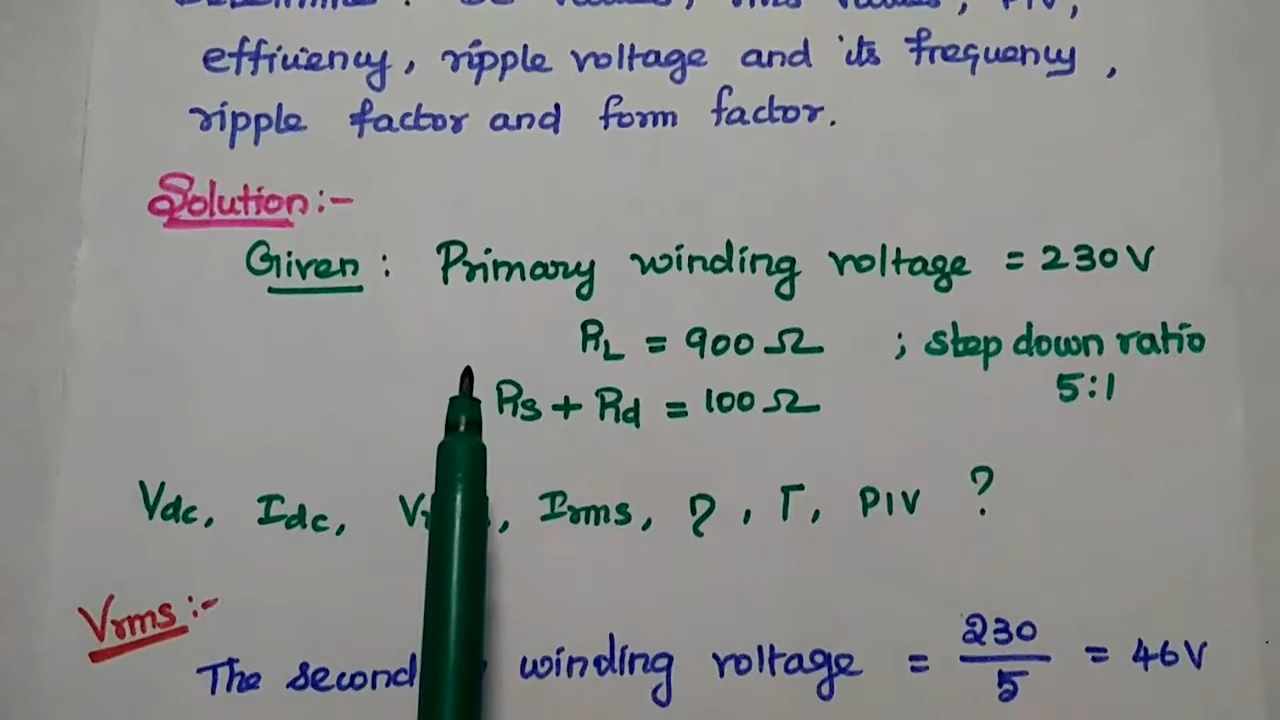 efficiency, ripple voltage and its frequency,
ripple factor and form factor.
Solution:-
Given: Primary winding voltage = 230V
RL = 900Ω ; step down ratio
5:1
Rs + Rd = 100Ω
Vdc, Idc, , Irms, η, Γ, PIV ?
Vrms:-
The winding voltage = 230/5 = 46V